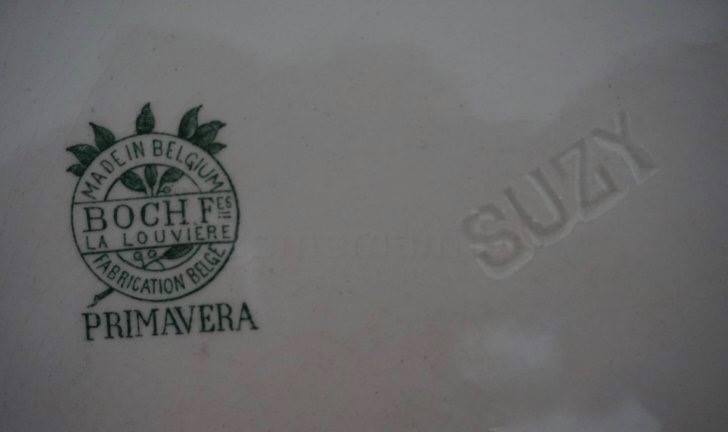 MADE IN BELGIUM
BOCH Fes
LA LOUVIERE
FABRICATION BELGE
PRIMAVERA
SUZY